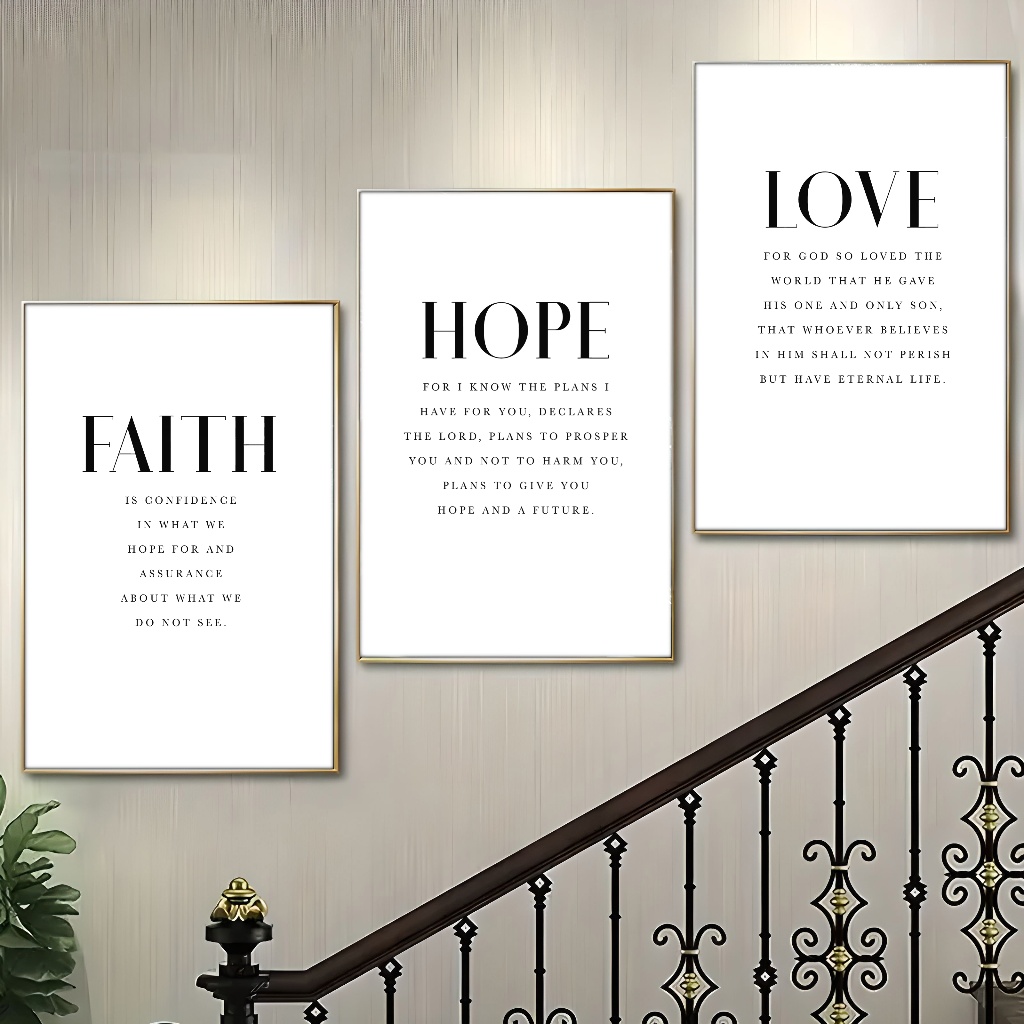 FAITH
IS CONFIDENCE
IN WHAT WE
HOPE FOR AND
ASSURANCE
ABOUT WHAT WE
DO NOT SEE.
HOPE
FOR I KNOW THE PLANS I
HAVE FOR YOU, DECLARES
THE LORD, PLANS TO PROSPER
YOU AND NOT TO HARM YOU,
PLANS TO GIVE YOU
HOPE AND A FUTURE.
LOVE
FOR GOD SO LOVED THE
WORLD THAT HE GAVE
HIS ONE AND ONLY SON,
THAT WHOEVER BELIEVES
IN HIM SHALL NOT PERISH
BUT HAVE ETERNAL LIFE.